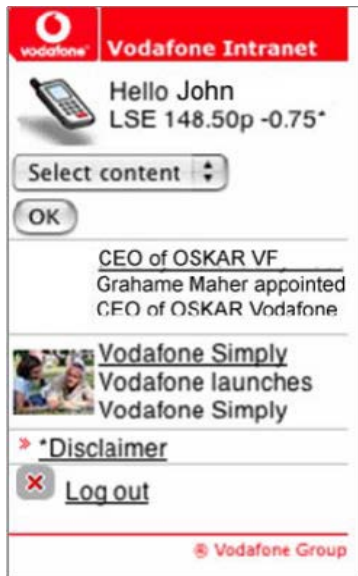 vodafone
Vodafone Intranet
Hello John
LSE 148.50p -0.75*
Select content
OK
CEO of OSKAR VF
Grahame Maher appointed
CEO of OSKAR Vodafone
Vodafone Simply
Vodafone launches
Vodafone Simply
» *Disclaimer
Log out
® Vodafone Group